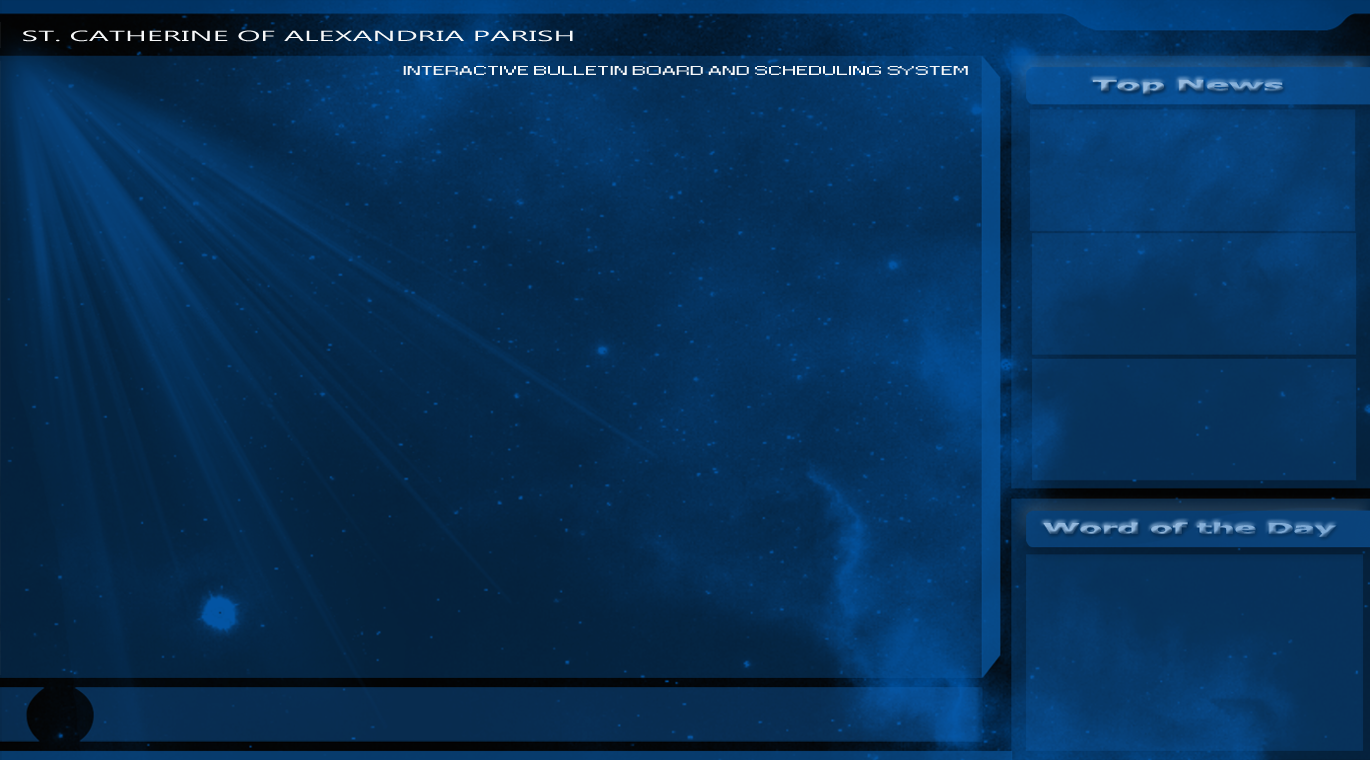 ST. CATHERINE OF ALEXANDRIA PARISH
INTERACTIVE BULLETIN BOARD AND SCHEDULING SYSTEM
Top News
Word of the Day